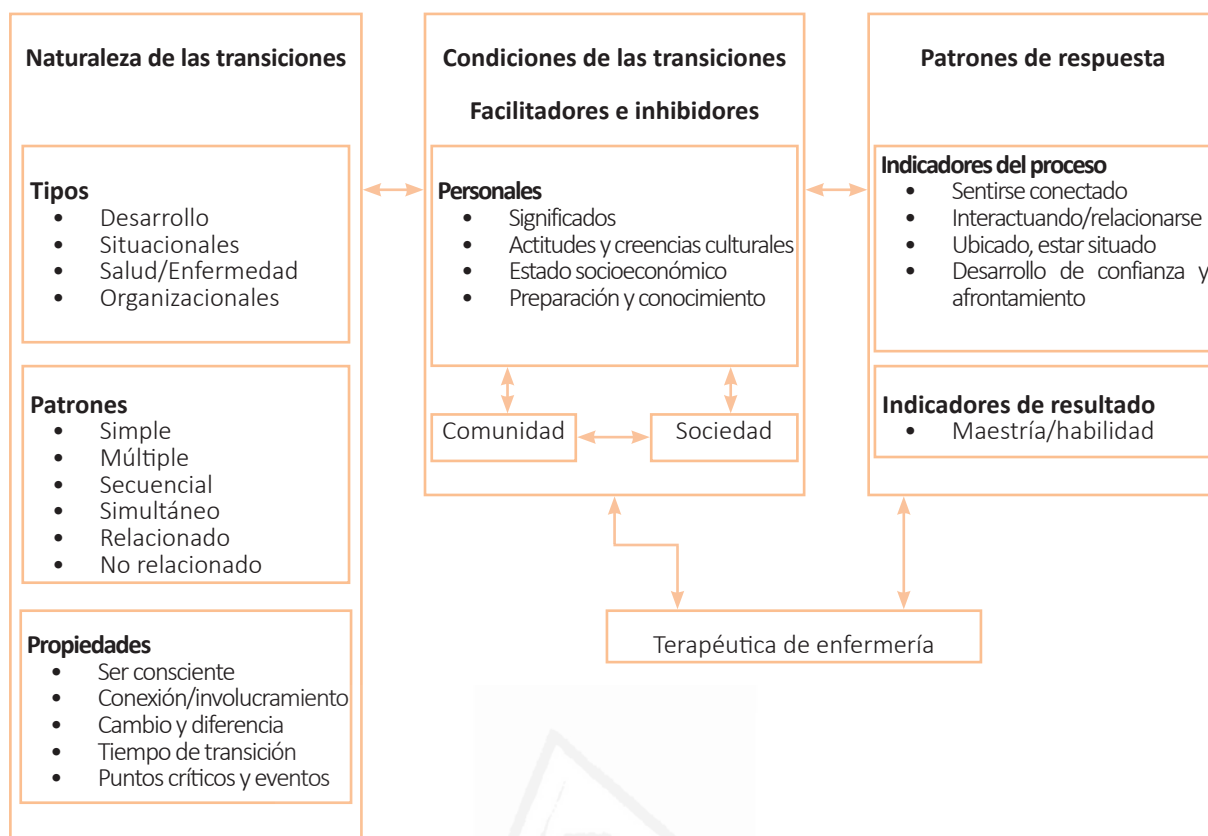 Naturaleza de las transiciones
Tipos
• Desarrollo
• Situacionales
• Salud/Enfermedad
• Organizacionales
Patrones
• Simple
• Múltiple
• Secuencial
• Simultáneo
• Relacionado
• No relacionado
Propiedades
• Ser consciente
• Conexión/involucramiento
• Cambio y diferencia
• Tiempo de transición
• Puntos críticos y eventos
Condiciones de las transiciones
Facilitadores e inhibidores
Personales
• Significados
• Actitudes y creencias culturales
• Estado socioeconómico
• Preparación y conocimiento
Comunidad
Sociedad
Patrones de respuesta
Indicadores del proceso
• Sentirse conectado
• Interactuando/relacionarse
• Ubicado, estar situado
• Desarrollo de confianza y
afrontamiento
Indicadores de resultado
• Maestría/habilidad
Terapéutica de enfermería